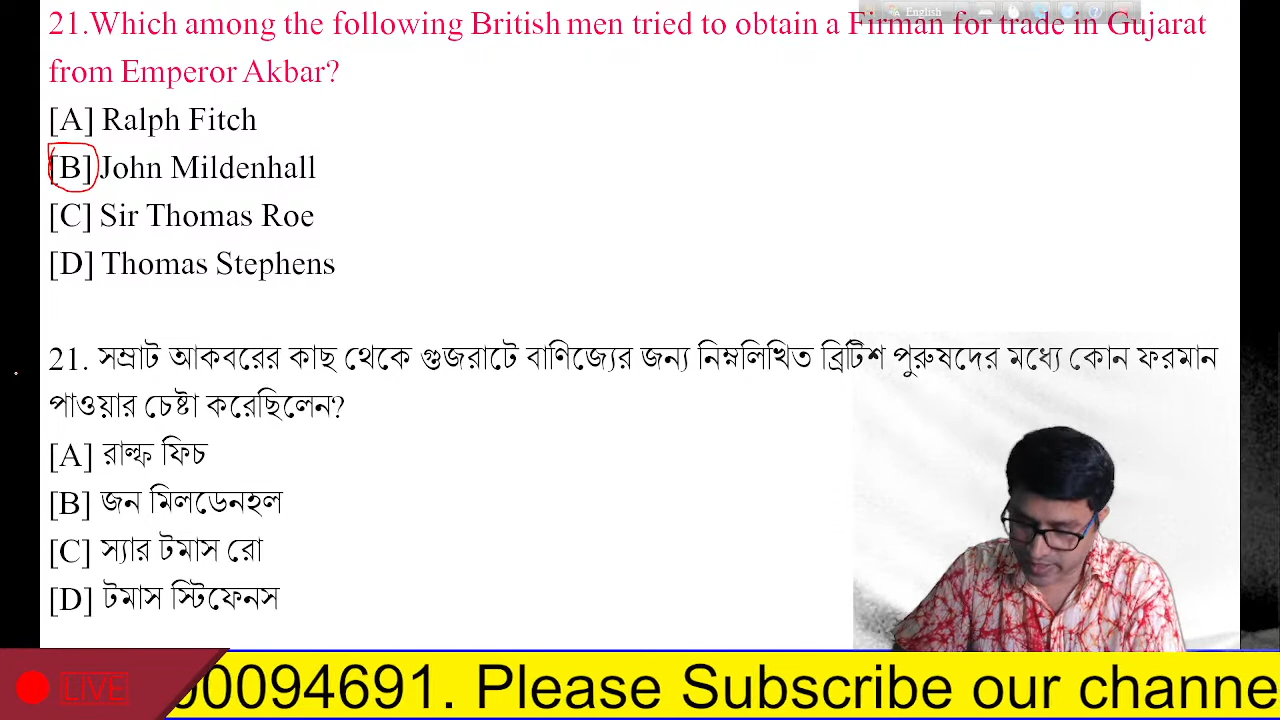 21.Which among the following British men tried to obtain a Firman for trade in Gujarat
English
from Emperor Akbar?
[A] Ralph Fitch
[B] John Mildenhall
[C] Sir Thomas Roe
[D] Thomas Stephens
21. সম্রাট আকবরের কাছ থেকে গুজরাটে বাণিজ্যের জন্য নিম্নলিখিত ব্রিটিশ পুরুষদের মধ্যে কোন ফরমান
পাওয়ার চেষ্টা করেছিলেন?
[A] রাল্ফ ফিচ
[B] জন মিলডেনহল
[C] স্যার টমাস রো
[D] টমাস স্টিফেনস
LIVE
00094691. Please Subscribe our channe